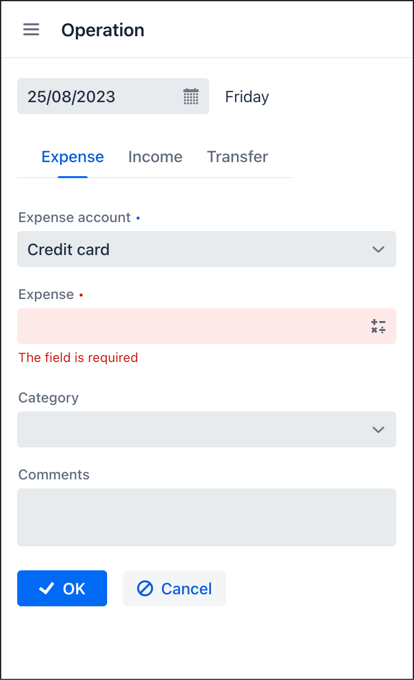 Operation
25/08/2023 Friday
Expense Income Transfer
Expense account •
Credit card
Expense •
The field is required
Category
Comments
OK Cancel